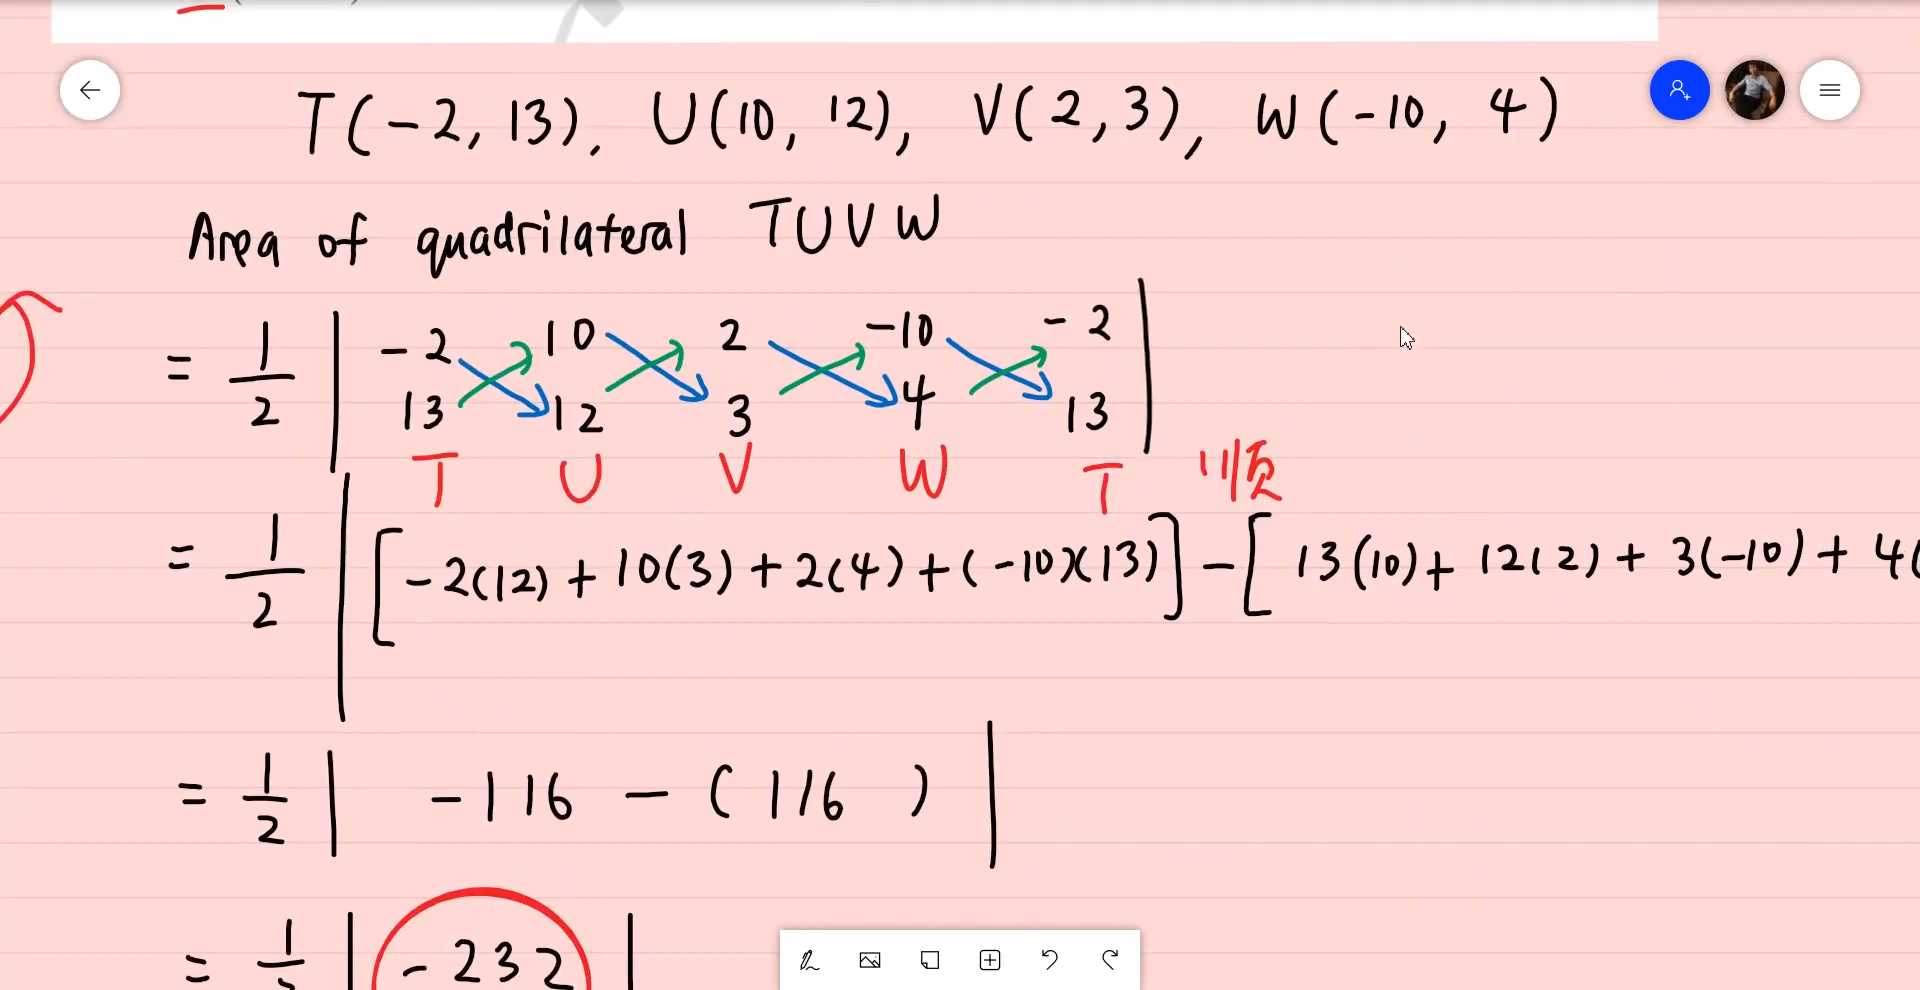 T(-2, 13), U(10, 12), V(2,3), W(-10, 4)
Area of quadrilateral TUVW
= 1/2 | -2 10 2 -10 -2 |
13 12 3 4 13
T U V W T 顺
= 1/2 | [-2(12) + 10(3) + 2(4) + (-10)(13)] - [13(10) + 12(2) + 3(-10) + 4(
= 1/2 | -116 - (116 ) |
= 1/2 | -232 |